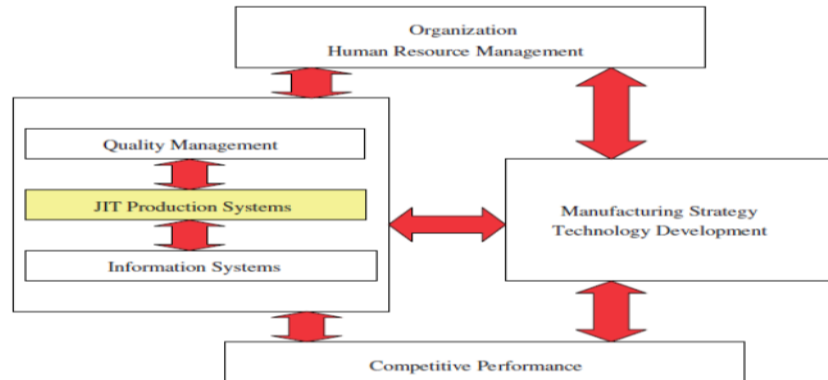 Organization
Human Resource Management
Quality Management
JIT Production Systems
Information Systems
Manufacturing Strategy
Technology Development
Competitive Performance